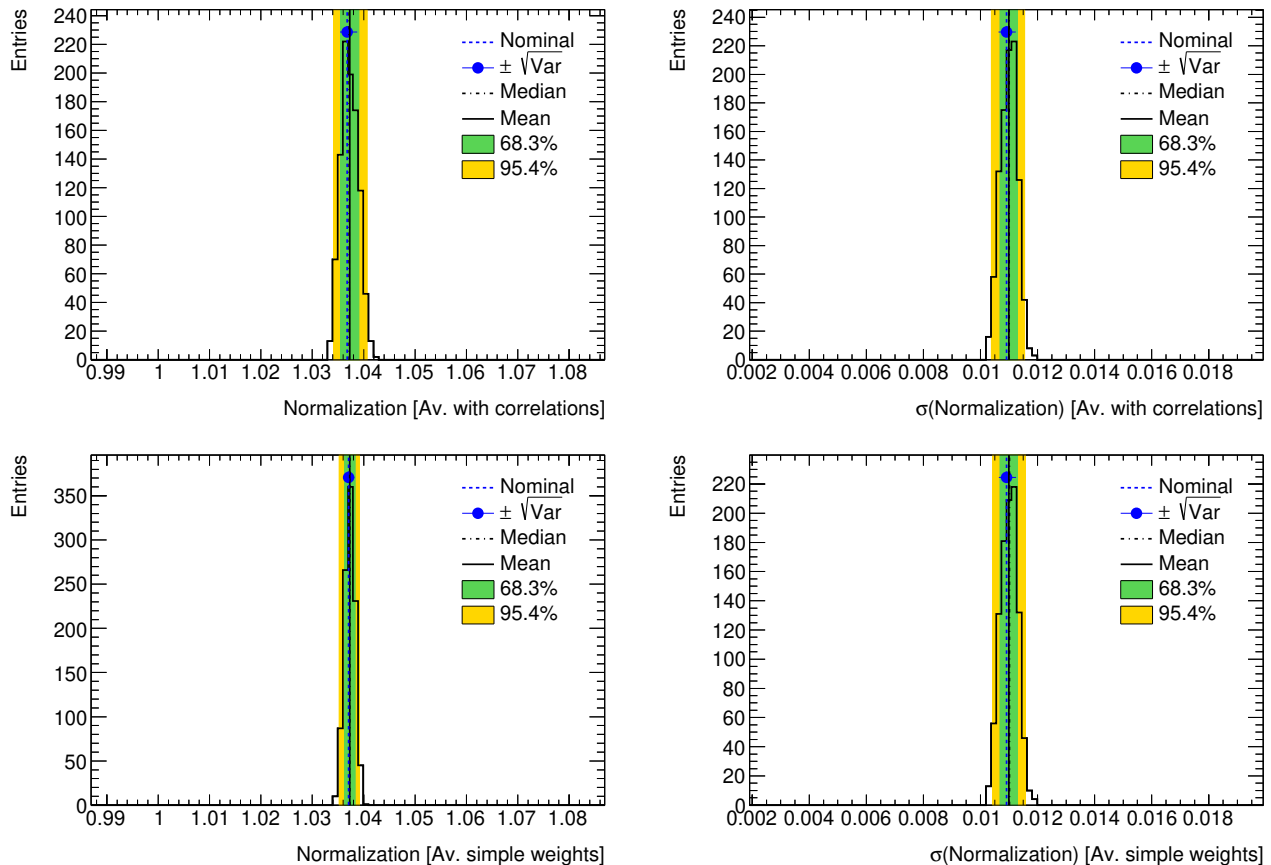 Entries
240
220
200
180
160
140
120
100
80
60
40
20
0
0.99 1 1.01 1.02 1.03 1.04 1.05 1.06 1.07 1.08
Normalization [Av. with correlations]
Nominal
± √Var
Median
Mean
68.3%
95.4%
Entries
240
220
200
180
160
140
120
100
80
60
40
20
0
0.002 0.004 0.006 0.008 0.01 0.012 0.014 0.016 0.018
σ(Normalization) [Av. with correlations]
Nominal
± √Var
Median
Mean
68.3%
95.4%
Entries
350
300
250
200
150
100
50
0
0.99 1 1.01 1.02 1.03 1.04 1.05 1.06 1.07 1.08
Normalization [Av. simple weights]
Nominal
± √Var
Median
Mean
68.3%
95.4%
Entries
220
200
180
160
140
120
100
80
60
40
20
0
0.002 0.004 0.006 0.008 0.01 0.012 0.014 0.016 0.018
σ(Normalization) [Av. simple weights]
Nominal
± √Var
Median
Mean
68.3%
95.4%